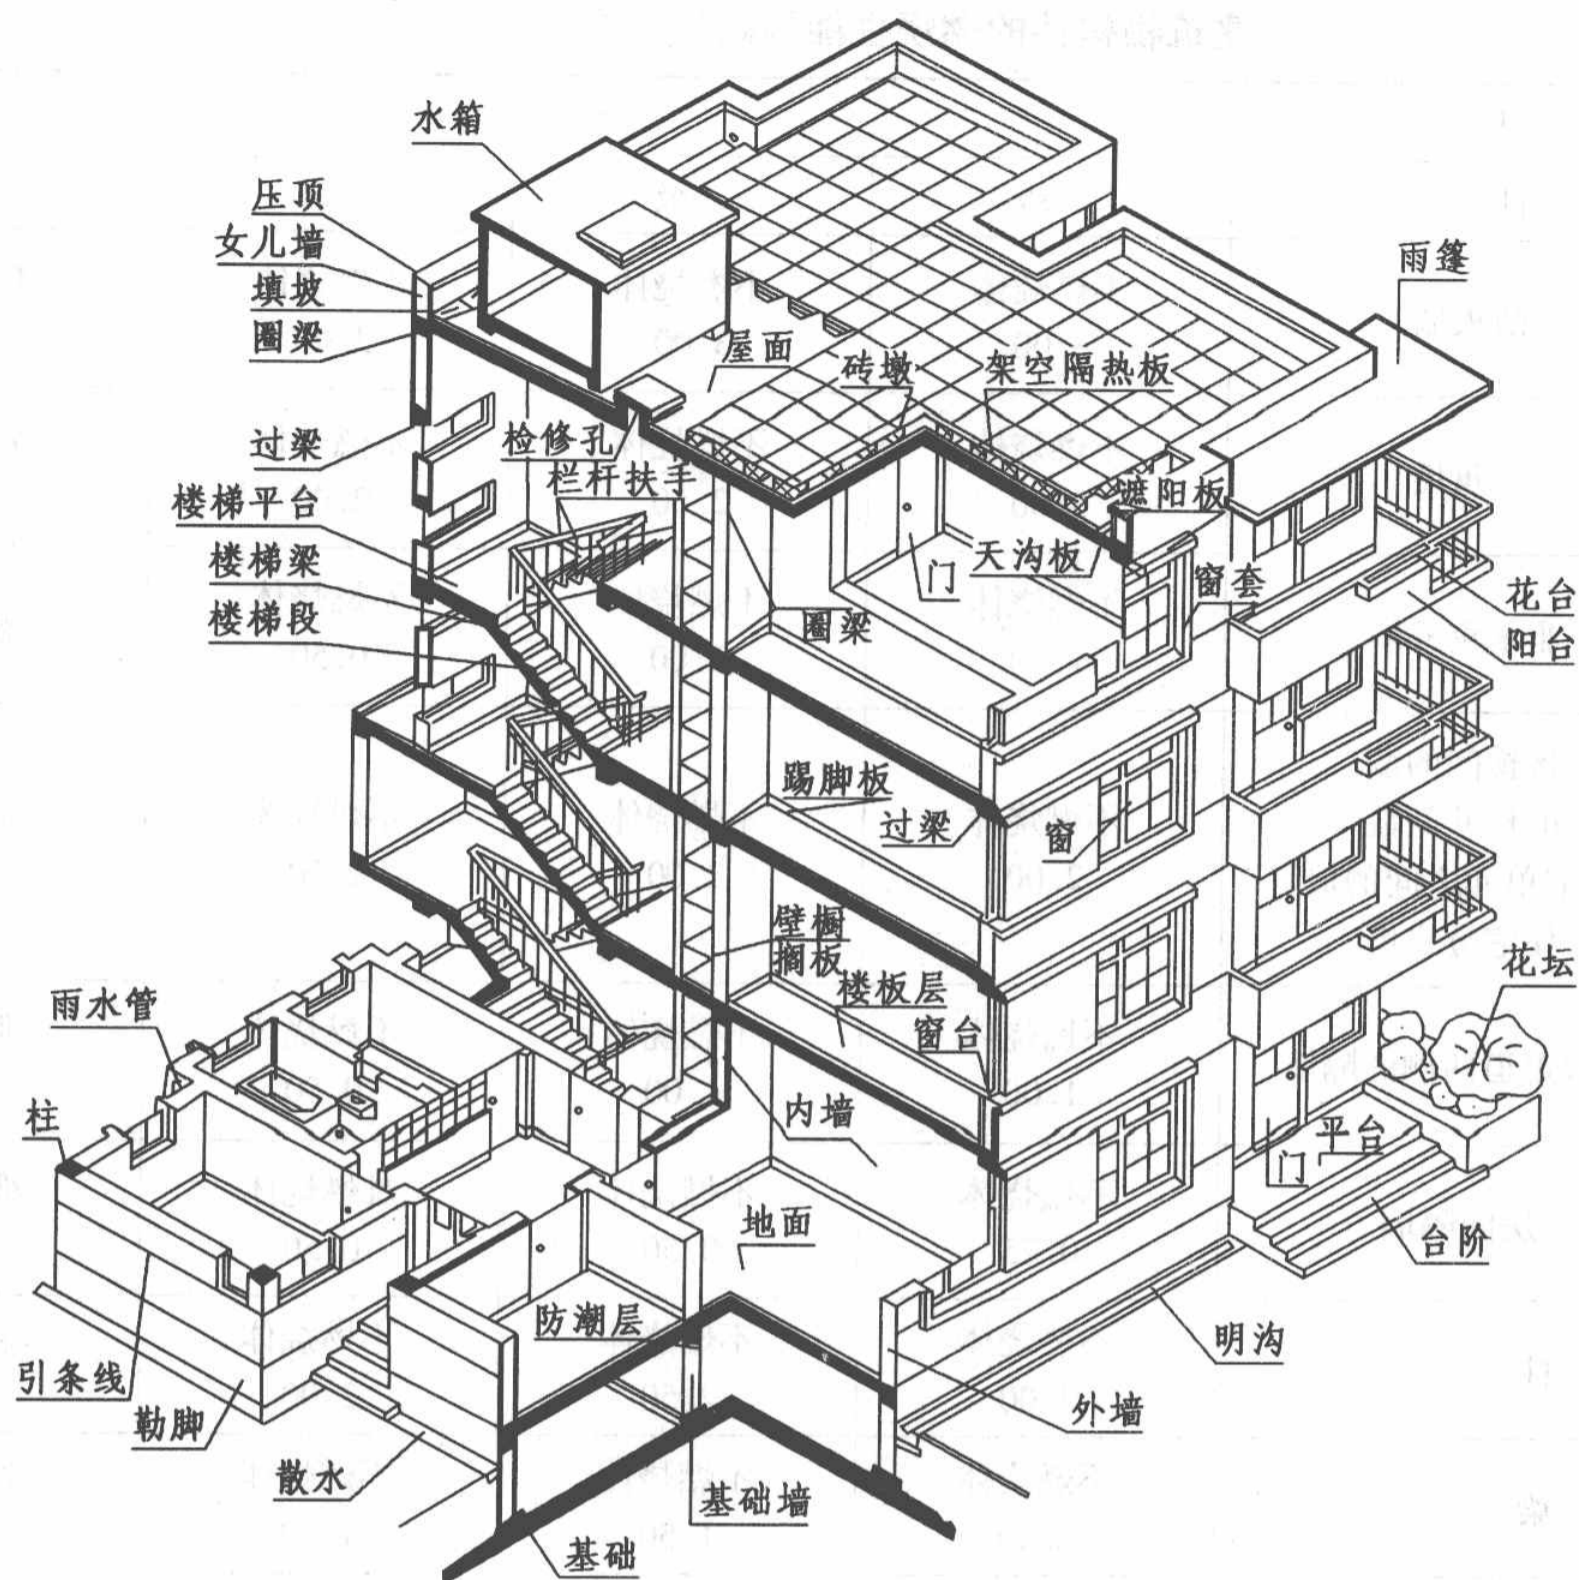 水箱
压顶
女儿墙
填坡
圈梁
雨篷
屋面
砖墩
架空隔热板
过梁
检修孔
栏杆扶手
遮阳板
楼梯平台
楼梯梁
楼梯段
门
天沟板
窗套
圈梁
花台
阳台
踢脚板
过梁
窗
壁橱
搁板
楼板层
窗台
花坛
雨水管
柱
内墙
平台
门
地面
台阶
防潮层
明沟
引条线
勒脚
外墙
散水
基础墙
基础